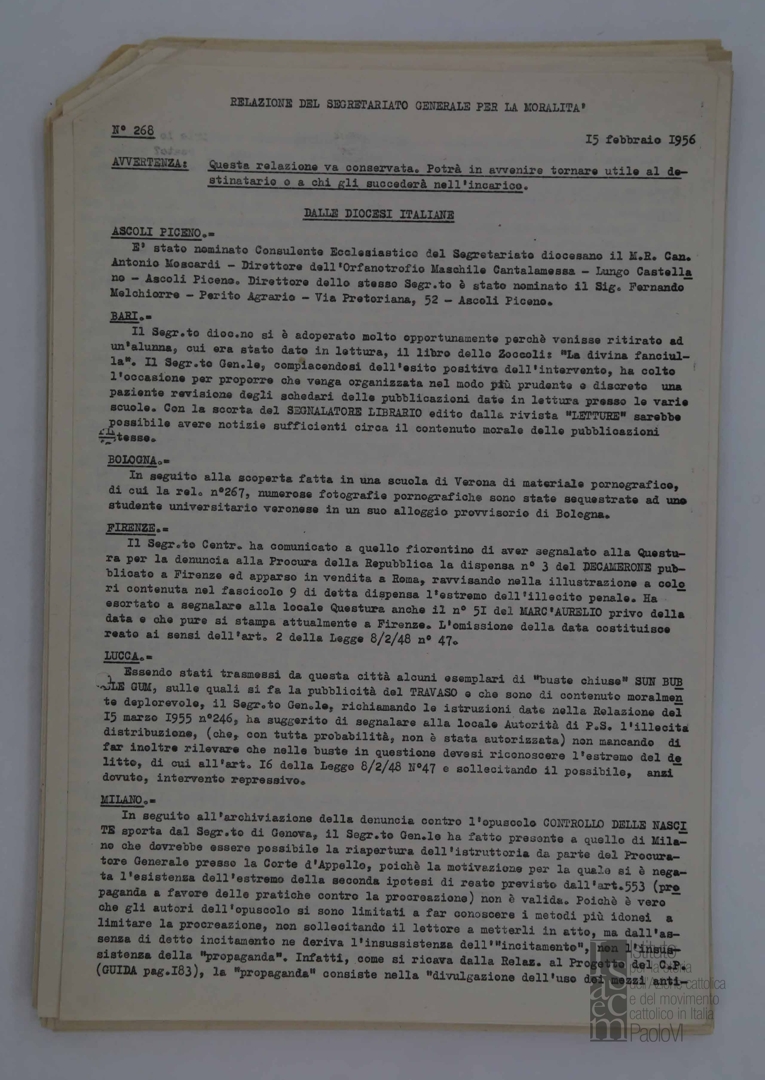 RELAZIONE DEL SEGRETARIATO GENERALE PER LA MORALITA'
N° 268
15 febbraio 1956
AVVERTENZA: Questa relazione va conservata. Potrà in avvenire tornare utile al de-
stinatario o a chi gli succederà nell'incarico.
DALLE DIOCESI ITALIANE
ASCOLI PICENO.=
E' stato nominato Consulente Ecclesiastico del Segretariato diocesano il M.R. Can.
Antonio Moscardi - Direttore dell'Orfanotrofio Maschile Cantalamessa - Lungo Castella
no - Ascoli Piceno. Direttore dello stesso Segr.to è stato nominato il Sig. Fernando
Melchiorre - Perito Agrario - Via Pretoriana, 52 - Ascoli Piceno.
BARI.=
Il Segr.to dioc.no si è adoperato molto opportunamente perchè venisse ritirato ad
un'alunna, cui era stato dato in lettura, il libro dello Zoccoli: "La divina fanciul-
la". Il Segr.to Gen.le, compiacendosi dell'esito positivo dell'intervento, ha colto
l'occasione per proporre che venga organizzata nel modo più prudente e discreto una
paziente revisione degli schedari delle pubblicazioni date in lettura presso le varie
scuole. Con la scorta del SEGNALATORE LIBRARIO edito dalla rivista "LETTURE" sarebbe
possibile avere notizie sufficienti circa il contenuto morale delle pubblicazioni
stesse.
BOLOGNA.=
In seguito alla scoperta fatta in una scuola di Verona di materiale pornografico,
di cui la rel. n°267, numerose fotografie pornografiche sono state sequestrate ad uno
studente universitario veronese in un suo alloggio provvisorio di Bologna.
FIRENZE.=
Il Segr.to Centr. ha comunicato a quello fiorentino di aver segnalato alla Questu-
ra per la denuncia alla Procura della Repubblica la dispensa n° 3 del DECAMERONE pub-
blicato a Firenze ed apparso in vendita a Roma, ravvisando nella illustrazione a colo
ri contenuta nel fascicolo 9 di detta dispensa l'estremo dell'illecito penale. Ha
esortato a segnalare alla locale Questura anche il n° 51 del MARC'AURELIO privo della
data e che pure si stampa attualmente a Firenze. L'omissione della data costituisce
reato ai sensi dell'art. 2 della Legge 8/2/48 n° 47.
LUCCA.=
Essendo stati trasmessi da questa città alcuni esemplari di "buste chiuse" SUN BUB
BLE GUM, sulle quali si fa la pubblicità del TRAVASO e che sono di contenuto moralmen
te deplorevole, il Segr.to Gen.le, richiamando le istruzioni date nella Relazione del
15 marzo 1955 n°246, ha suggerito di segnalare alla locale Autorità di P.S. l'illecita
distribuzione, (che, con tutta probabilità, non è stata autorizzata) non mancando di
far inoltre rilevare che nelle buste in questione devesi riconoscere l'estremo del de
litto, di cui all'art. 16 della Legge 8/2/48 N°47 e sollecitando il possibile, anzi
dovuto, intervento repressivo.
MILANO.=
In seguito all'archiviazione della denuncia contro l'opuscolo CONTROLLO DELLE NASCI
TE sporta dal Segr.to di Genova, il Segr.to Gen.le ha fatto presente a quello di Mila-
no che dovrebbe essere possibile la riapertura dell'istruttoria da parte del Procura-
tore Generale presso la Corte d'Appello, poichè la motivazione per la quale si è nega-
ta l'esistenza dell'estremo della seconda ipotesi di reato previsto dall'art.553 (pro
paganda a favore delle pratiche contro la procreazione) non è valida. Poichè è vero
che gli autori dell'opuscolo si sono limitati a far conoscere i metodi più idonei a
limitare la procreazione, non sollecitando il lettore a metterli in atto, ma dall'as-
senza di detto incitamento ne deriva l'insussistenza dell'"incitamento", non l'insus-
sistenza della "propaganda". Infatti, come si ricava dalla Relaz. al Progetto del C.P.
(GUIDA pag.183), la "propaganda" consiste nella "divulgazione dell'uso dei mezzi anti-
isacem
Istituto
per la storia
dell'Azione cattolica
e del movimento
cattolico in Italia
Paolo VI